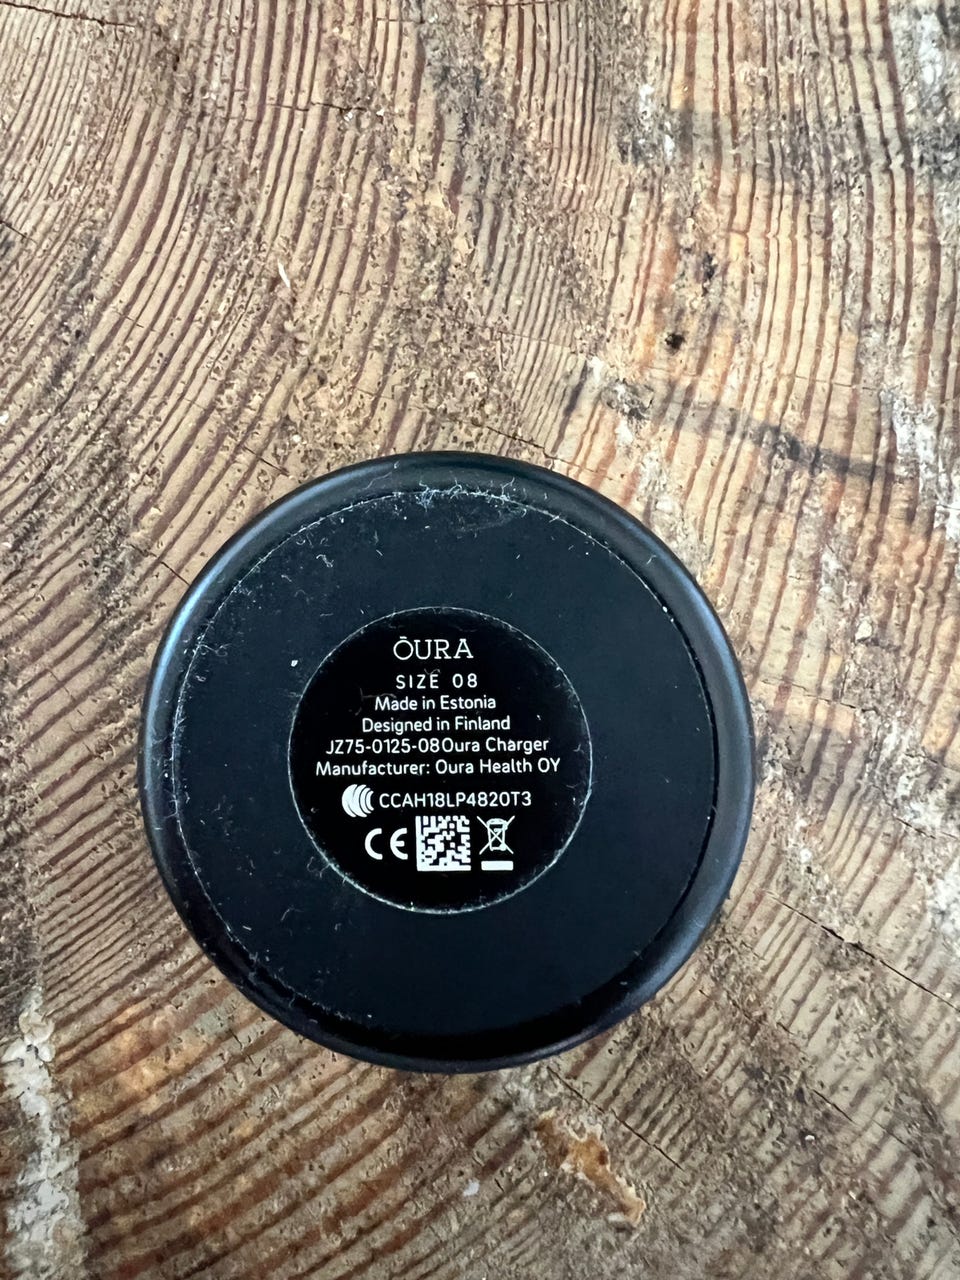 ŌURA
SIZE 08
Made in Estonia
Designed in Finland
JZ75-0125-08Oura Charger
Manufacturer: Oura Health OY
CCAH18LP4820T3
CE